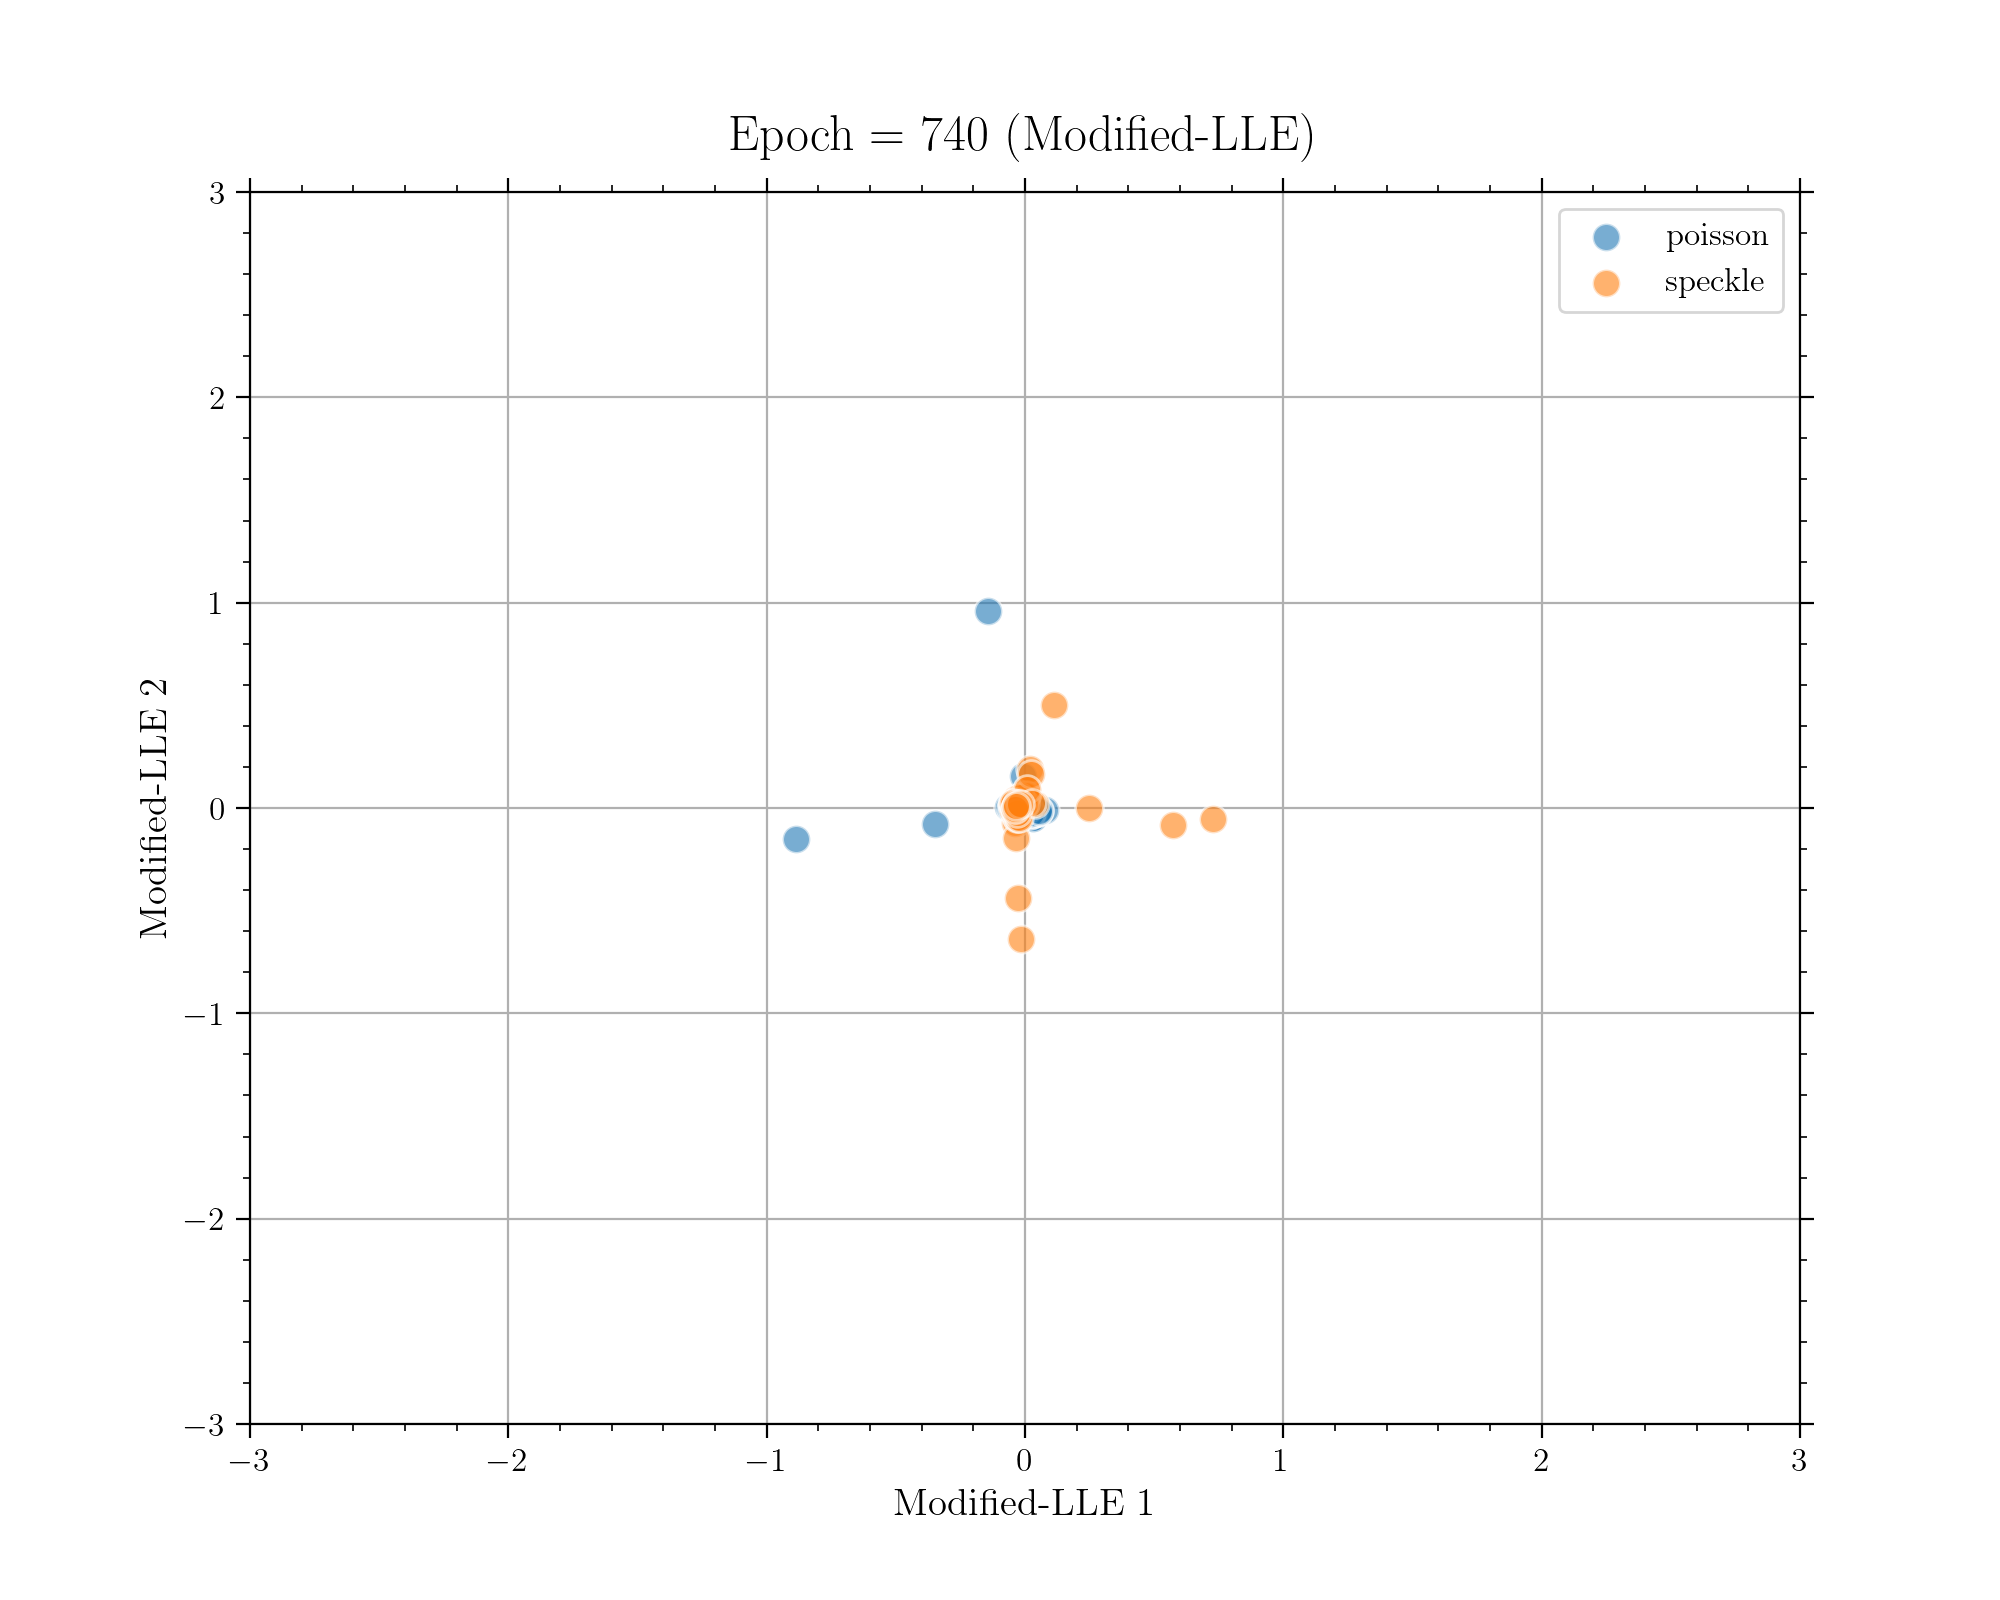 Epoch = 740 (Modified-LLE)
poisson
speckle
3
2
1
0
−1
−2
−3
−3
−2
−1
0
1
2
3
Modified-LLE 2
Modified-LLE 1